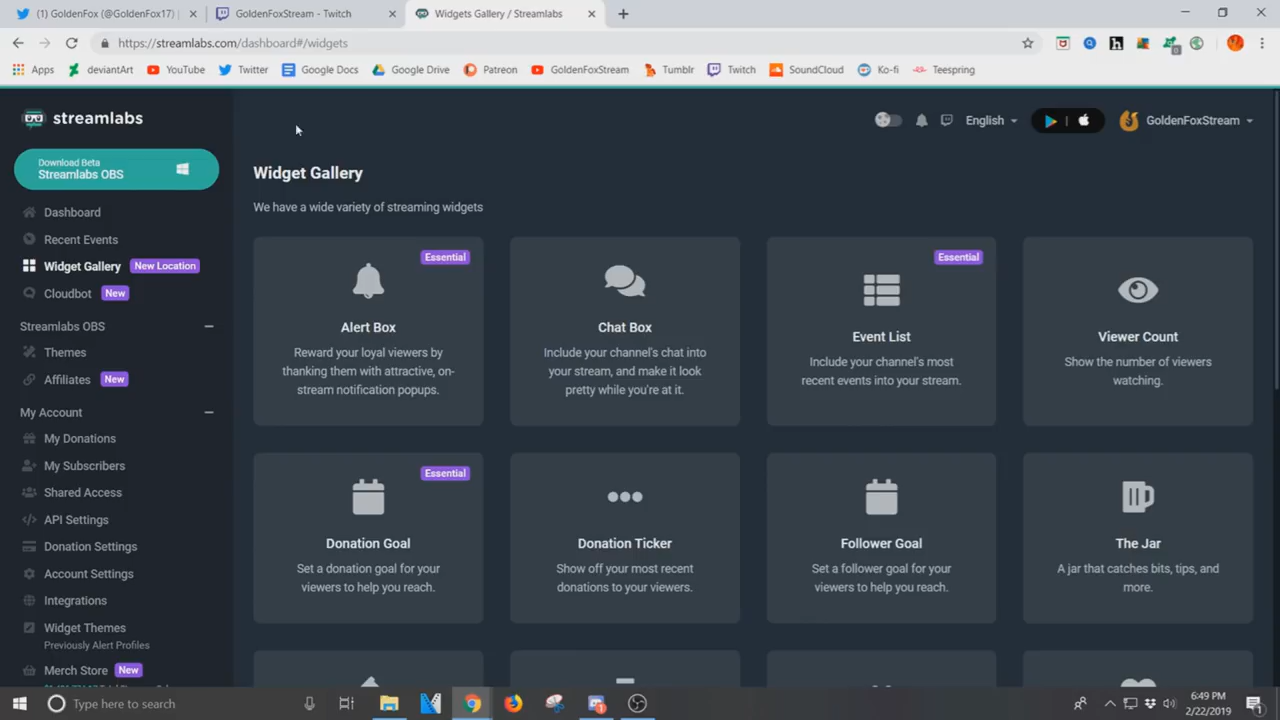 (1) GoldenFox (@GoldenFox17)
GoldenFoxStream - Twitch
Widgets Gallery / Streamlabs
https://streamlabs.com/dashboard#/widgets
Apps
deviantArt
YouTube
Twitter
Google Docs
Google Drive
Patreon
GoldenFoxStream
Tumblr
Twitch
SoundCloud
Ko-fi
Teespring
streamlabs
English
GoldenFoxStream
Download Beta
Streamlabs OBS
Dashboard
Recent Events
Widget Gallery New Location
Cloudbot New
Streamlabs OBS
Themes
Affiliates New
My Account
My Donations
My Subscribers
Shared Access
API Settings
Donation Settings
Account Settings
Integrations
Widget Themes
Previously Alert Profiles
Merch Store New
Widget Gallery
We have a wide variety of streaming widgets
Essential
Alert Box
Reward your loyal viewers by
thanking them with attractive, on-
stream notification popups.
Chat Box
Include your channel's chat into
your stream, and make it look
pretty while you're at it.
Essential
Event List
Include your channel's most
recent events into your stream.
Viewer Count
Show the number of viewers
watching.
Essential
Donation Goal
Set a donation goal for your
viewers to help you reach.
Donation Ticker
Show off your most recent
donations to your viewers.
Follower Goal
Set a follower goal for your
viewers to help you reach.
The Jar
A jar that catches bits, tips, and
more.
Type here to search
6:49 PM
2/22/2019